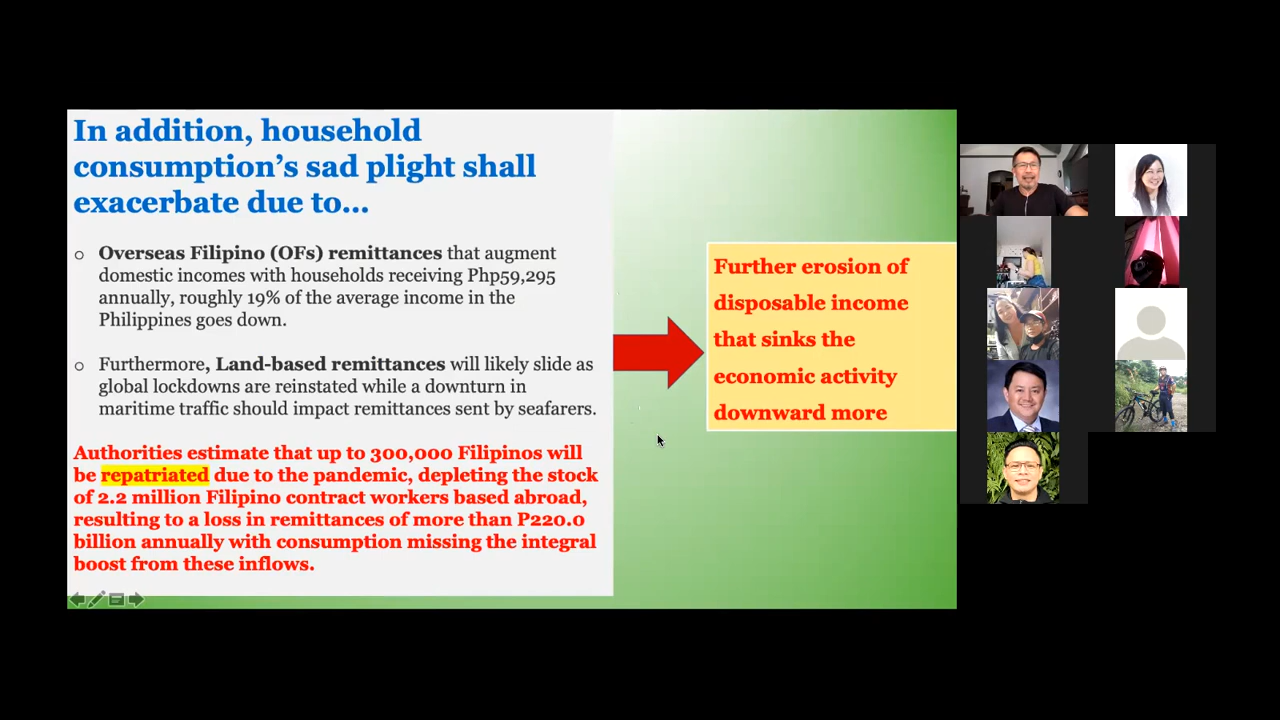 In addition, household
consumption's sad plight shall
exacerbate due to...
o Overseas Filipino (OFs) remittances that augment
domestic incomes with households receiving Php59,295
annually, roughly 19% of the average income in the
Philippines goes down.
o Furthermore, Land-based remittances will likely slide as
global lockdowns are reinstated while a downturn in
maritime traffic should impact remittances sent by seafarers.
Authorities estimate that up to 300,000 Filipinos will
be repatriated due to the pandemic, depleting the stock
of 2.2 million Filipino contract workers based abroad,
resulting to a loss in remittances of more than P220.0
billion annually with consumption missing the integral
boost from these inflows.
Further erosion of
disposable income
that sinks the
economic activity
downward more